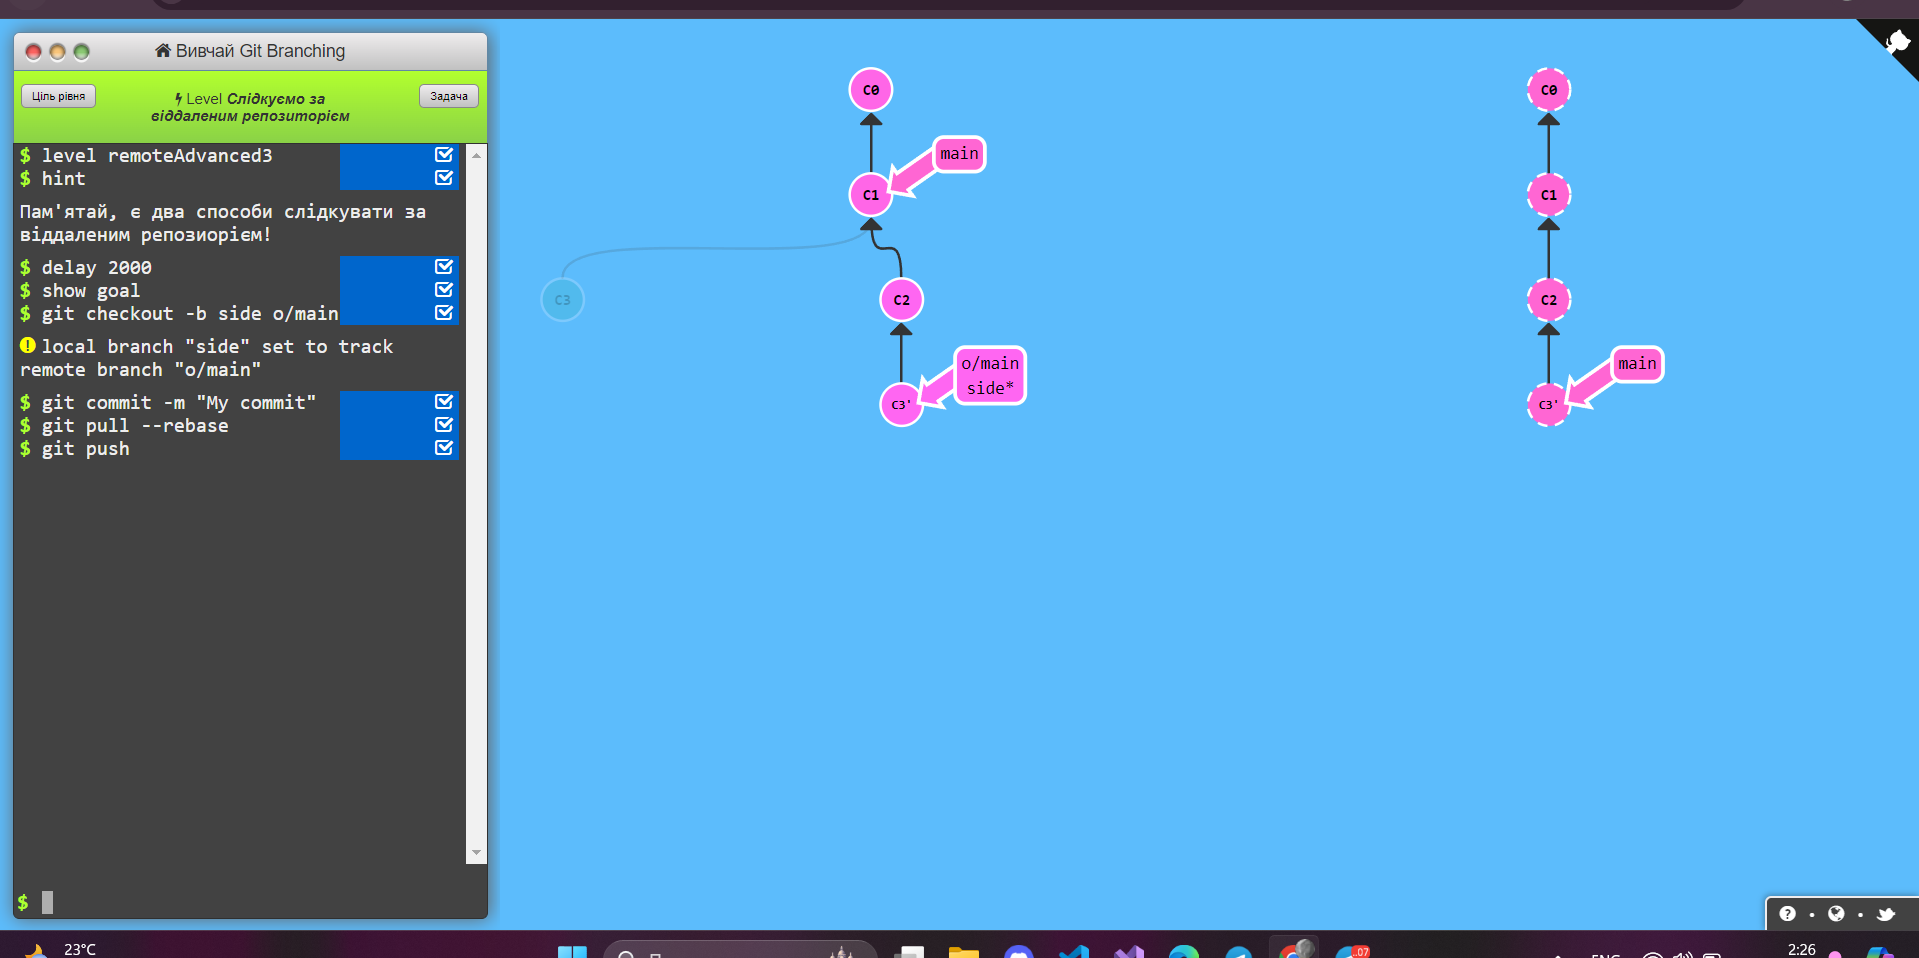 Вивчай Git Branching
Ціль рівня
Level Слідкуємо за
віддаленим репозиторієм
Задача
$ level remoteAdvanced3
$ hint
Пам'ятай, є два способи слідкувати за
віддаленим репозиорієм!
$ delay 2000
$ show goal
$ git checkout -b side o/main
local branch "side" set to track
remote branch "o/main"
$ git commit -m "My commit"
$ git pull --rebase
$ git push
$
C0
main
C1
C3
C2
o/main
side*
C3'
C0
C1
C2
main
C3'
23°C
07
2:26